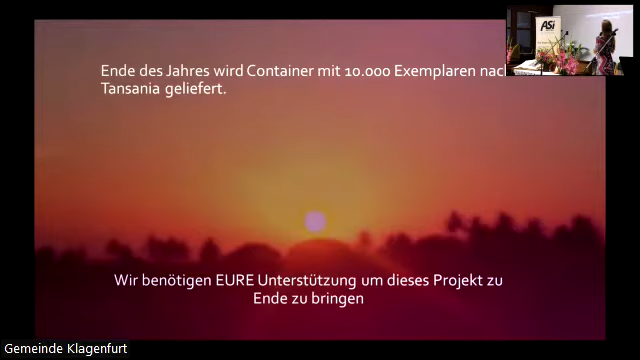 Ende des Jahres wird Container mit 10.000 Exemplaren nach
Tansania geliefert.
Wir benötigen EURE Unterstützung um dieses Projekt zu
Ende zu bringen
ASi
Gemeinde Klagenfurt